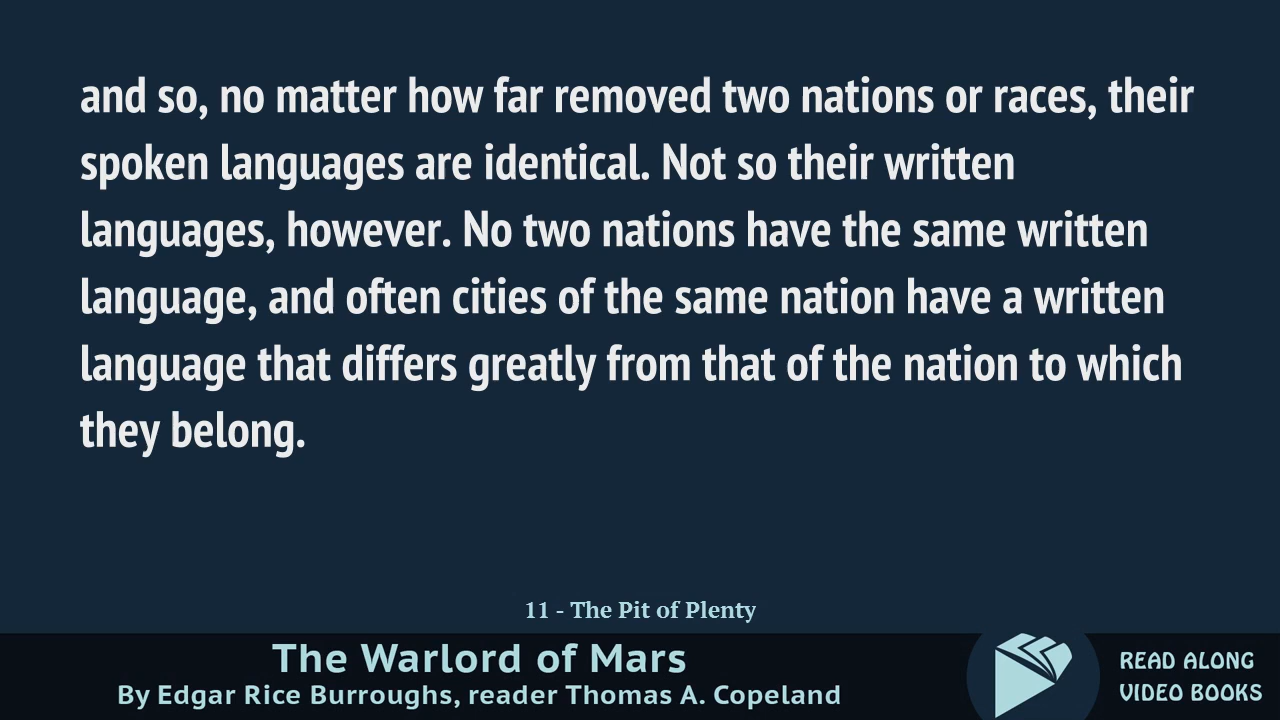 and so, no matter how far removed two nations or races, their
spoken languages are identical. Not so their written
languages, however. No two nations have the same written
language, and often cities of the same nation have a written
language that differs greatly from that of the nation to which
they belong.
11 - The Pit of Plenty
The Warlord of Mars
By Edgar Rice Burroughs, reader Thomas A. Copeland
READ ALONG
VIDEO BOOKS